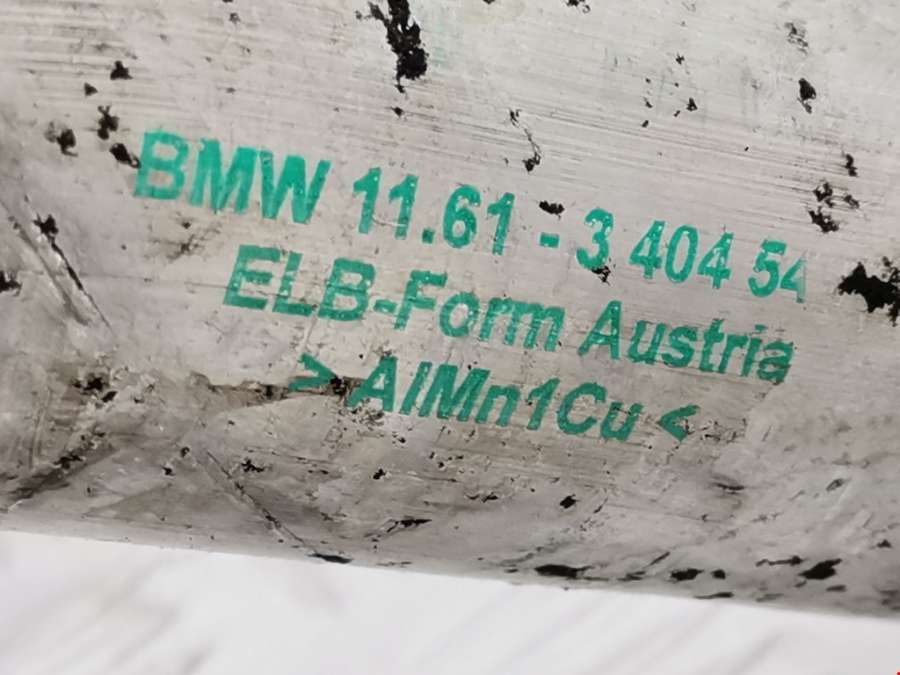 BMW 11.61 - 3 404 54
ELB-Form Austria
> AlMn1Cu <